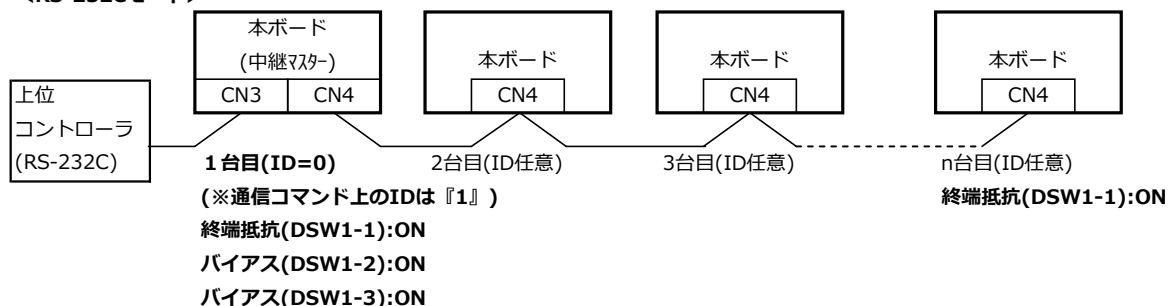 本ボード
(中継ﾏｽﾀｰ)
CN3 CN4
本ボード
CN4
本ボード
CN4
本ボード
CN4
上位
コントローラ
(RS-232C)
1台目(ID=0)
(※通信コマンド上のIDは『1』)
終端抵抗(DSW1-1):ON
バイアス(DSW1-2):ON
バイアス(DSW1-3):ON
2台目(ID任意)
3台目(ID任意)
n台目(ID任意)
終端抵抗(DSW1-1):ON